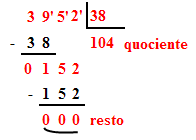 3 9'5'2' 38
- 3 8 104 quociente
0 1 5 2
- 1 5 2
0 0 0 resto